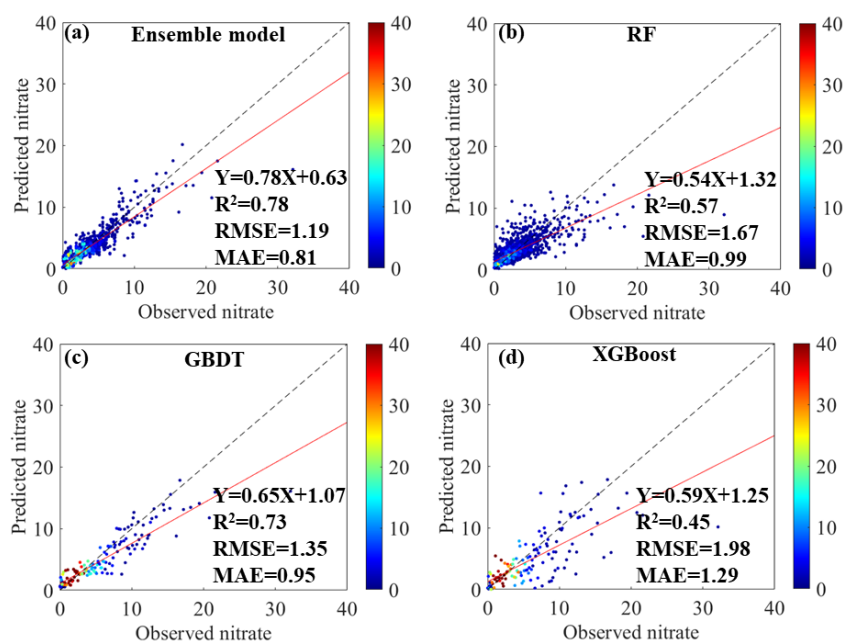 (a) Ensemble model
40
30
20
10
0
Predicted nitrate
Y=0.78X+0.63
R²=0.78
RMSE=1.19
MAE=0.81
0 10 20 30 40
Observed nitrate
40
30
20
10
0
(b) RF
40
30
20
10
0
Predicted nitrate
Y=0.54X+1.32
R²=0.57
RMSE=1.67
MAE=0.99
0 10 20 30 40
Observed nitrate
40
30
20
10
0
(c) GBDT
40
30
20
10
0
Predicted nitrate
Y=0.65X+1.07
R²=0.73
RMSE=1.35
MAE=0.95
0 10 20 30 40
Observed nitrate
40
30
20
10
0
(d) XGBoost
40
30
20
10
0
Predicted nitrate
Y=0.59X+1.25
R²=0.45
RMSE=1.98
MAE=1.29
0 10 20 30 40
Observed nitrate
40
30
20
10
0